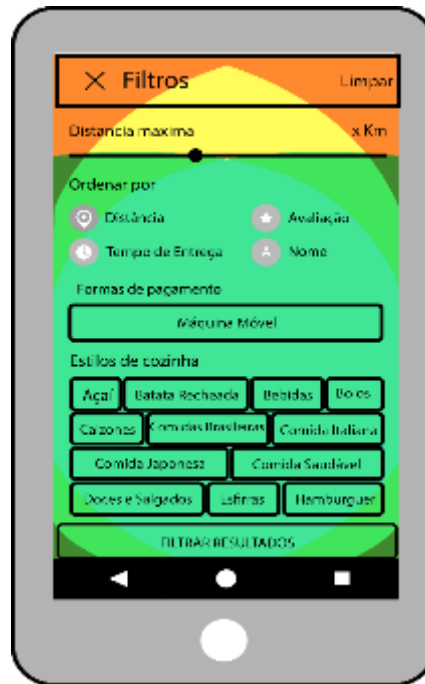 Filtros Limpar
Distancia maxima x Km
Ordenar por
Distância Avaliação
Tempo de Entrega Nome
Formas de pagamento
Máquina Móvel
Estilos de cozinha
Açaí Batata Recheada Bebidas Bolos
Calzones Comidas Brasileiras Comida Italiana
Comida Japonesa Comida Saudável
Doces e Salgados Esfirras Hamburguer
FILTRAR RESULTADOS